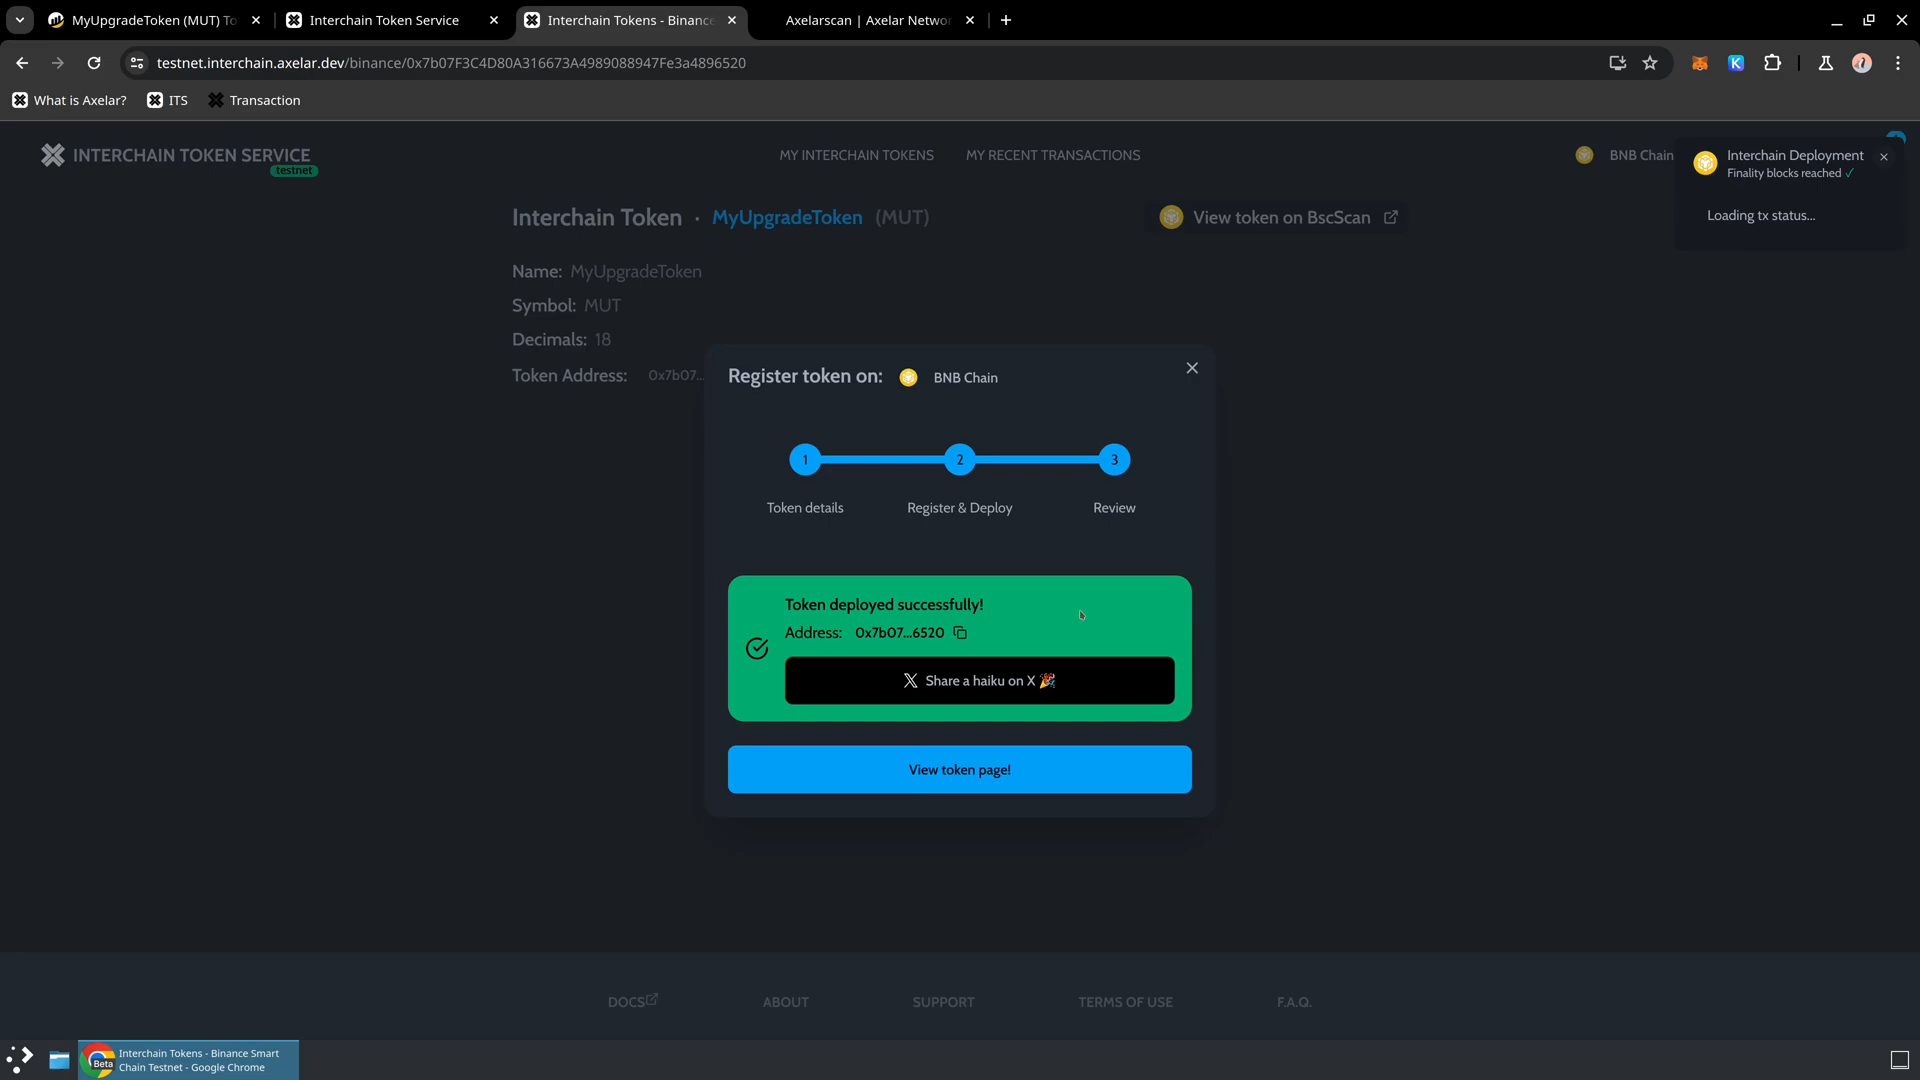 MyUpgradeToken (MUT) To
Interchain Token Service
Interchain Tokens - Binance
Axelarscan | Axelar Networ
testnet.interchain.axelar.dev/binance/0x7b07F3C4D80A316673A4989088947Fe3a4896520
What is Axelar?
ITS
Transaction
INTERCHAIN TOKEN SERVICE
testnet
MY INTERCHAIN TOKENS
MY RECENT TRANSACTIONS
BNB Chain
Interchain Deployment
Finality blocks reached ✓
Loading tx status...
Interchain Token · MyUpgradeToken (MUT)
View token on BscScan
Name: MyUpgradeToken
Symbol: MUT
Decimals: 18
Token Address: 0x7b07...
Register token on: BNB Chain
1
2
3
Token details
Register & Deploy
Review
Token deployed successfully!
Address: 0x7b07...6520
Share a haiku on X 🎉
View token page!
DOCS
ABOUT
SUPPORT
TERMS OF USE
F.A.Q.
Beta
Interchain Tokens - Binance Smart
Chain Testnet - Google Chrome